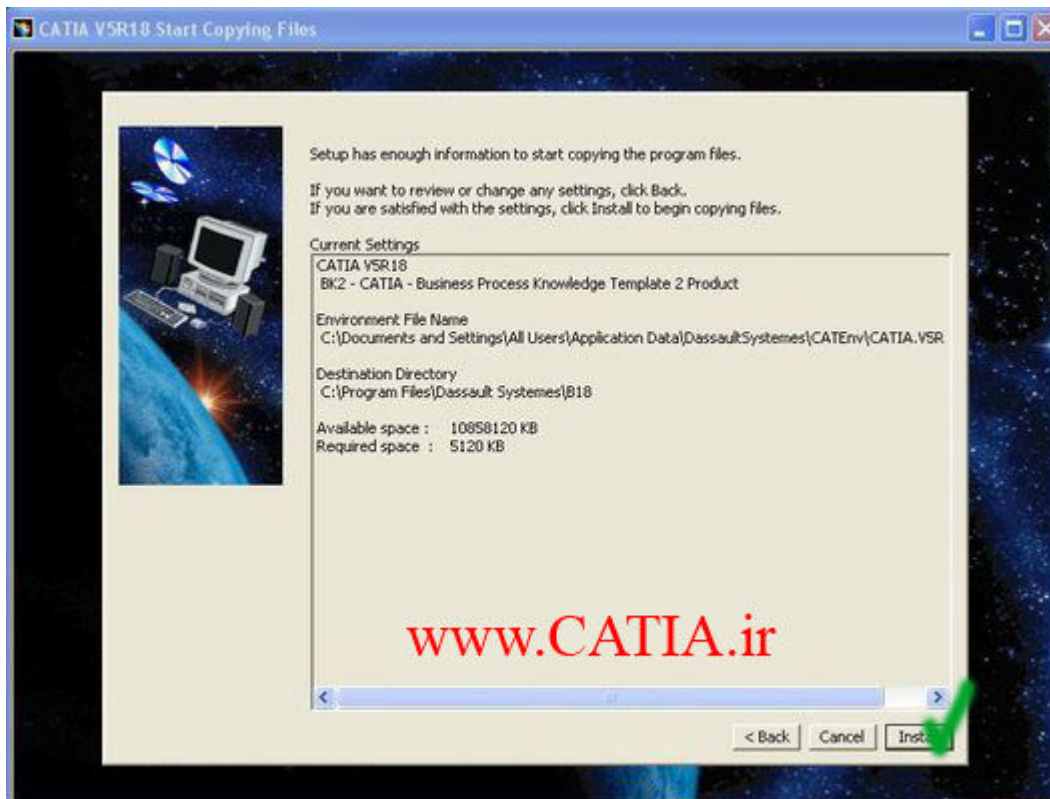 CATIA V5R18 Start Copying Files
Setup has enough information to start copying the program files.
If you want to review or change any settings, click Back.
If you are satisfied with the settings, click Install to begin copying files.
Current Settings
CATIA V5R18
BK2 - CATIA - Business Process Knowledge Template 2 Product
Environment File Name
C:\Documents and Settings\All Users\Application Data\DassaultSystemes\CATEnv\CATIA.V5R
Destination Directory
C:\Program Files\Dassault Systemes\B18
Available space : 10858120 KB
Required space : 5120 KB
www.CATIA.ir
< Back Cancel Install